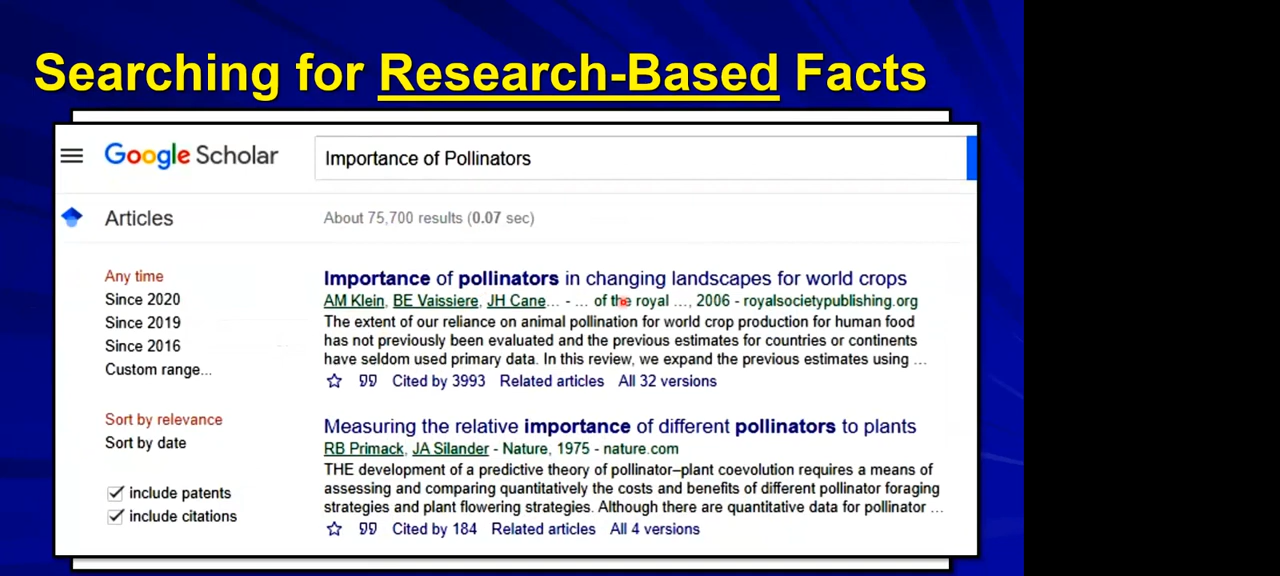 Searching for Research-Based Facts
Google Scholar
Importance of Pollinators
Articles
About 75,700 results (0.07 sec)
Any time
Since 2020
Since 2019
Since 2016
Custom range...
Sort by relevance
Sort by date
include patents
include citations
Importance of pollinators in changing landscapes for world crops
AM Klein, BE Vaissiere, JH Cane... - ... of the royal ..., 2006 - royalsocietypublishing.org
The extent of our reliance on animal pollination for world crop production for human food
has not previously been evaluated and the previous estimates for countries or continents
have seldom used primary data. In this review, we expand the previous estimates using ...
Cited by 3993 Related articles All 32 versions
Measuring the relative importance of different pollinators to plants
RB Primack, JA Silander - Nature, 1975 - nature.com
THE development of a predictive theory of pollinator–plant coevolution requires a means of
assessing and comparing quantitatively the costs and benefits of different pollinator foraging
strategies and plant flowering strategies. Although there are quantitative data for pollinator ...
Cited by 184 Related articles All 4 versions